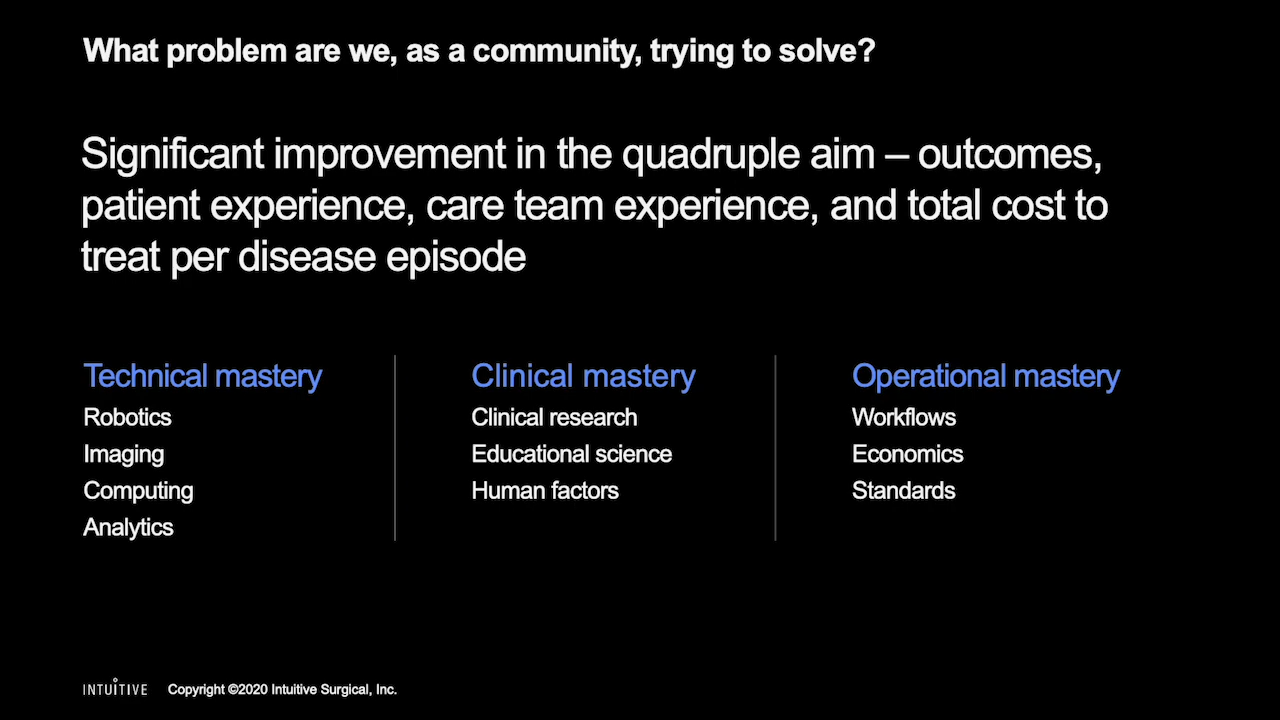 What problem are we, as a community, trying to solve?
Significant improvement in the quadruple aim – outcomes,
patient experience, care team experience, and total cost to
treat per disease episode
Technical mastery
Robotics
Imaging
Computing
Analytics
Clinical mastery
Clinical research
Educational science
Human factors
Operational mastery
Workflows
Economics
Standards
INTUITIVE Copyright ©2020 Intuitive Surgical, Inc.